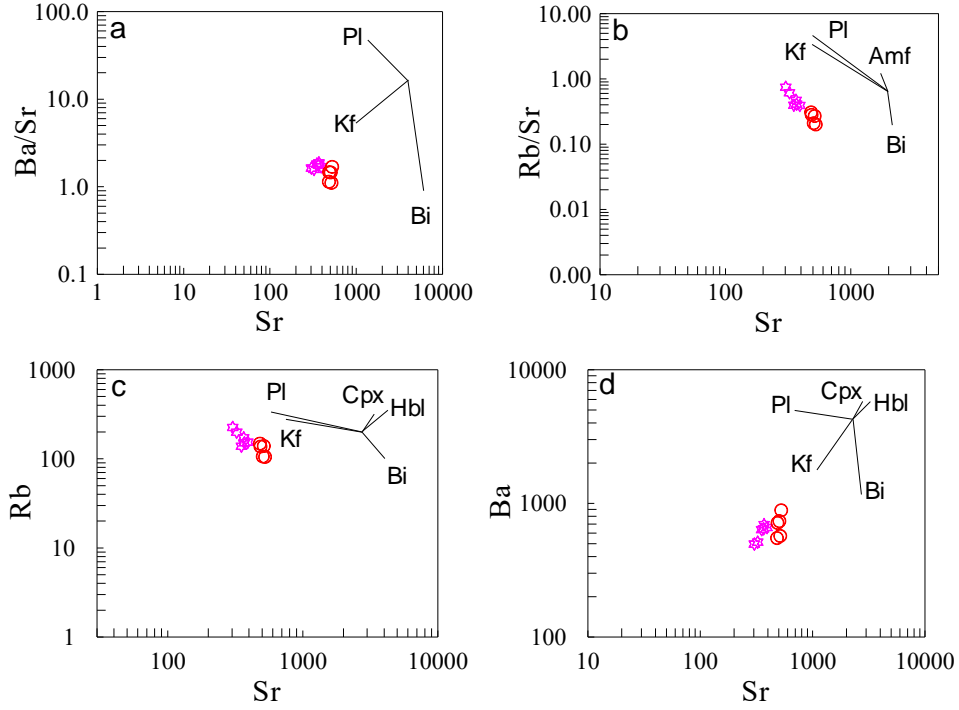 a
100.0
10.0
1.0
0.1
Ba/Sr
Pl
Kf
Bi
1 10 100 1000 10000
Sr
b
10.00
1.00
0.10
0.01
0.00
Rb/Sr
Pl
Kf
Amf
Bi
10 100 1000
Sr
c
1000
100
10
1
Rb
Pl
Kf
Cpx
Hbl
Bi
100 1000 10000
Sr
d
10000
1000
100
Ba
Pl
Cpx
Hbl
Kf
Bi
10 100 1000 10000
Sr